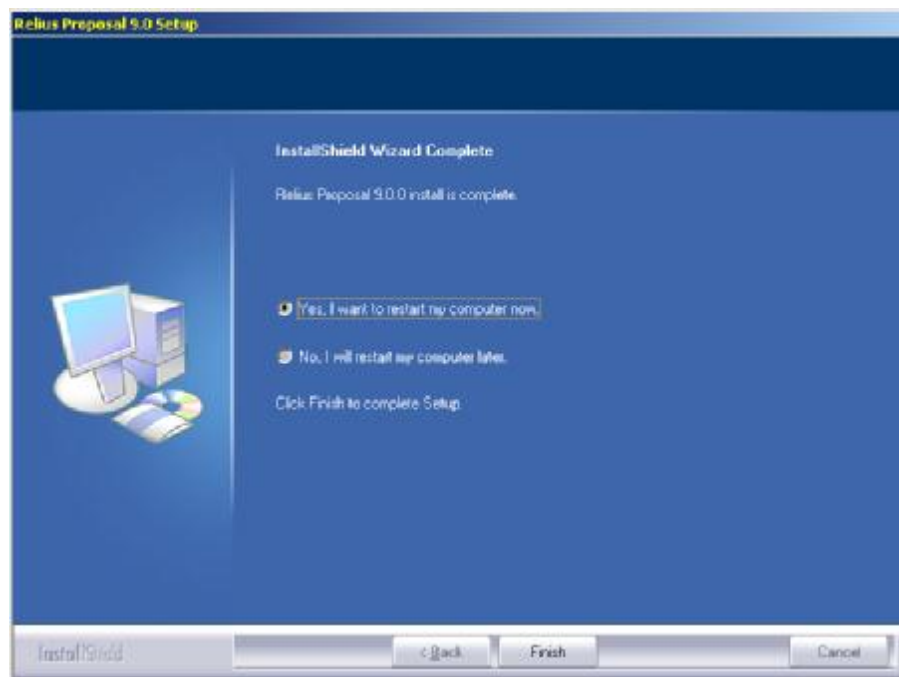 Relius Proposal 9.0 Setup
InstallShield Wizard Complete
Relius Proposal 9.0.0 install is complete.
Yes, I want to restart my computer now.
No, I will restart my computer later.
Click Finish to complete Setup.
InstallShield
< Back
Finish
Cancel